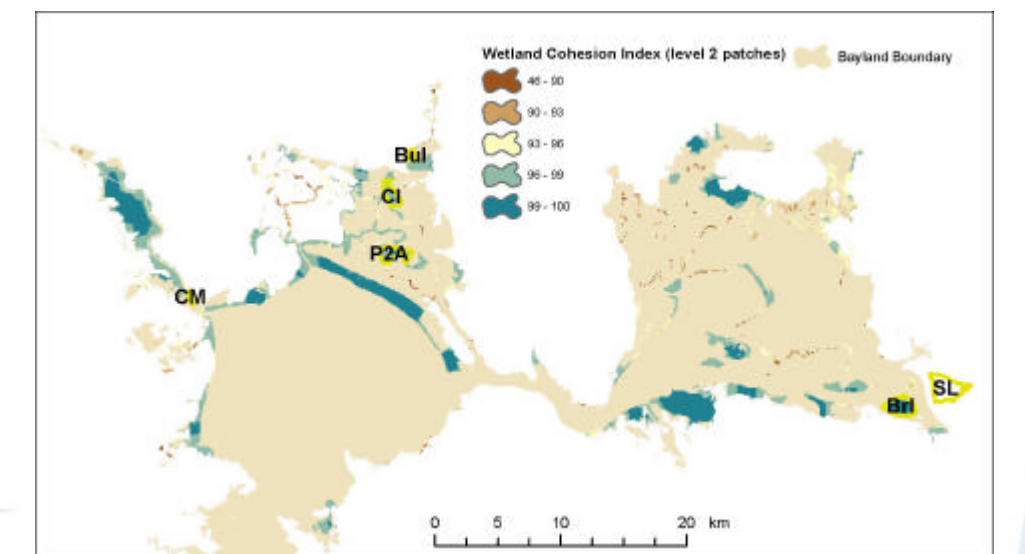 Wetland Cohesion Index (level 2 patches)
Bayland Boundary
46 - 90
90 - 93
93 - 96
96 - 99
99 - 100
Bul
CI
P2A
CM
SL
BrI
0 5 10 20 km